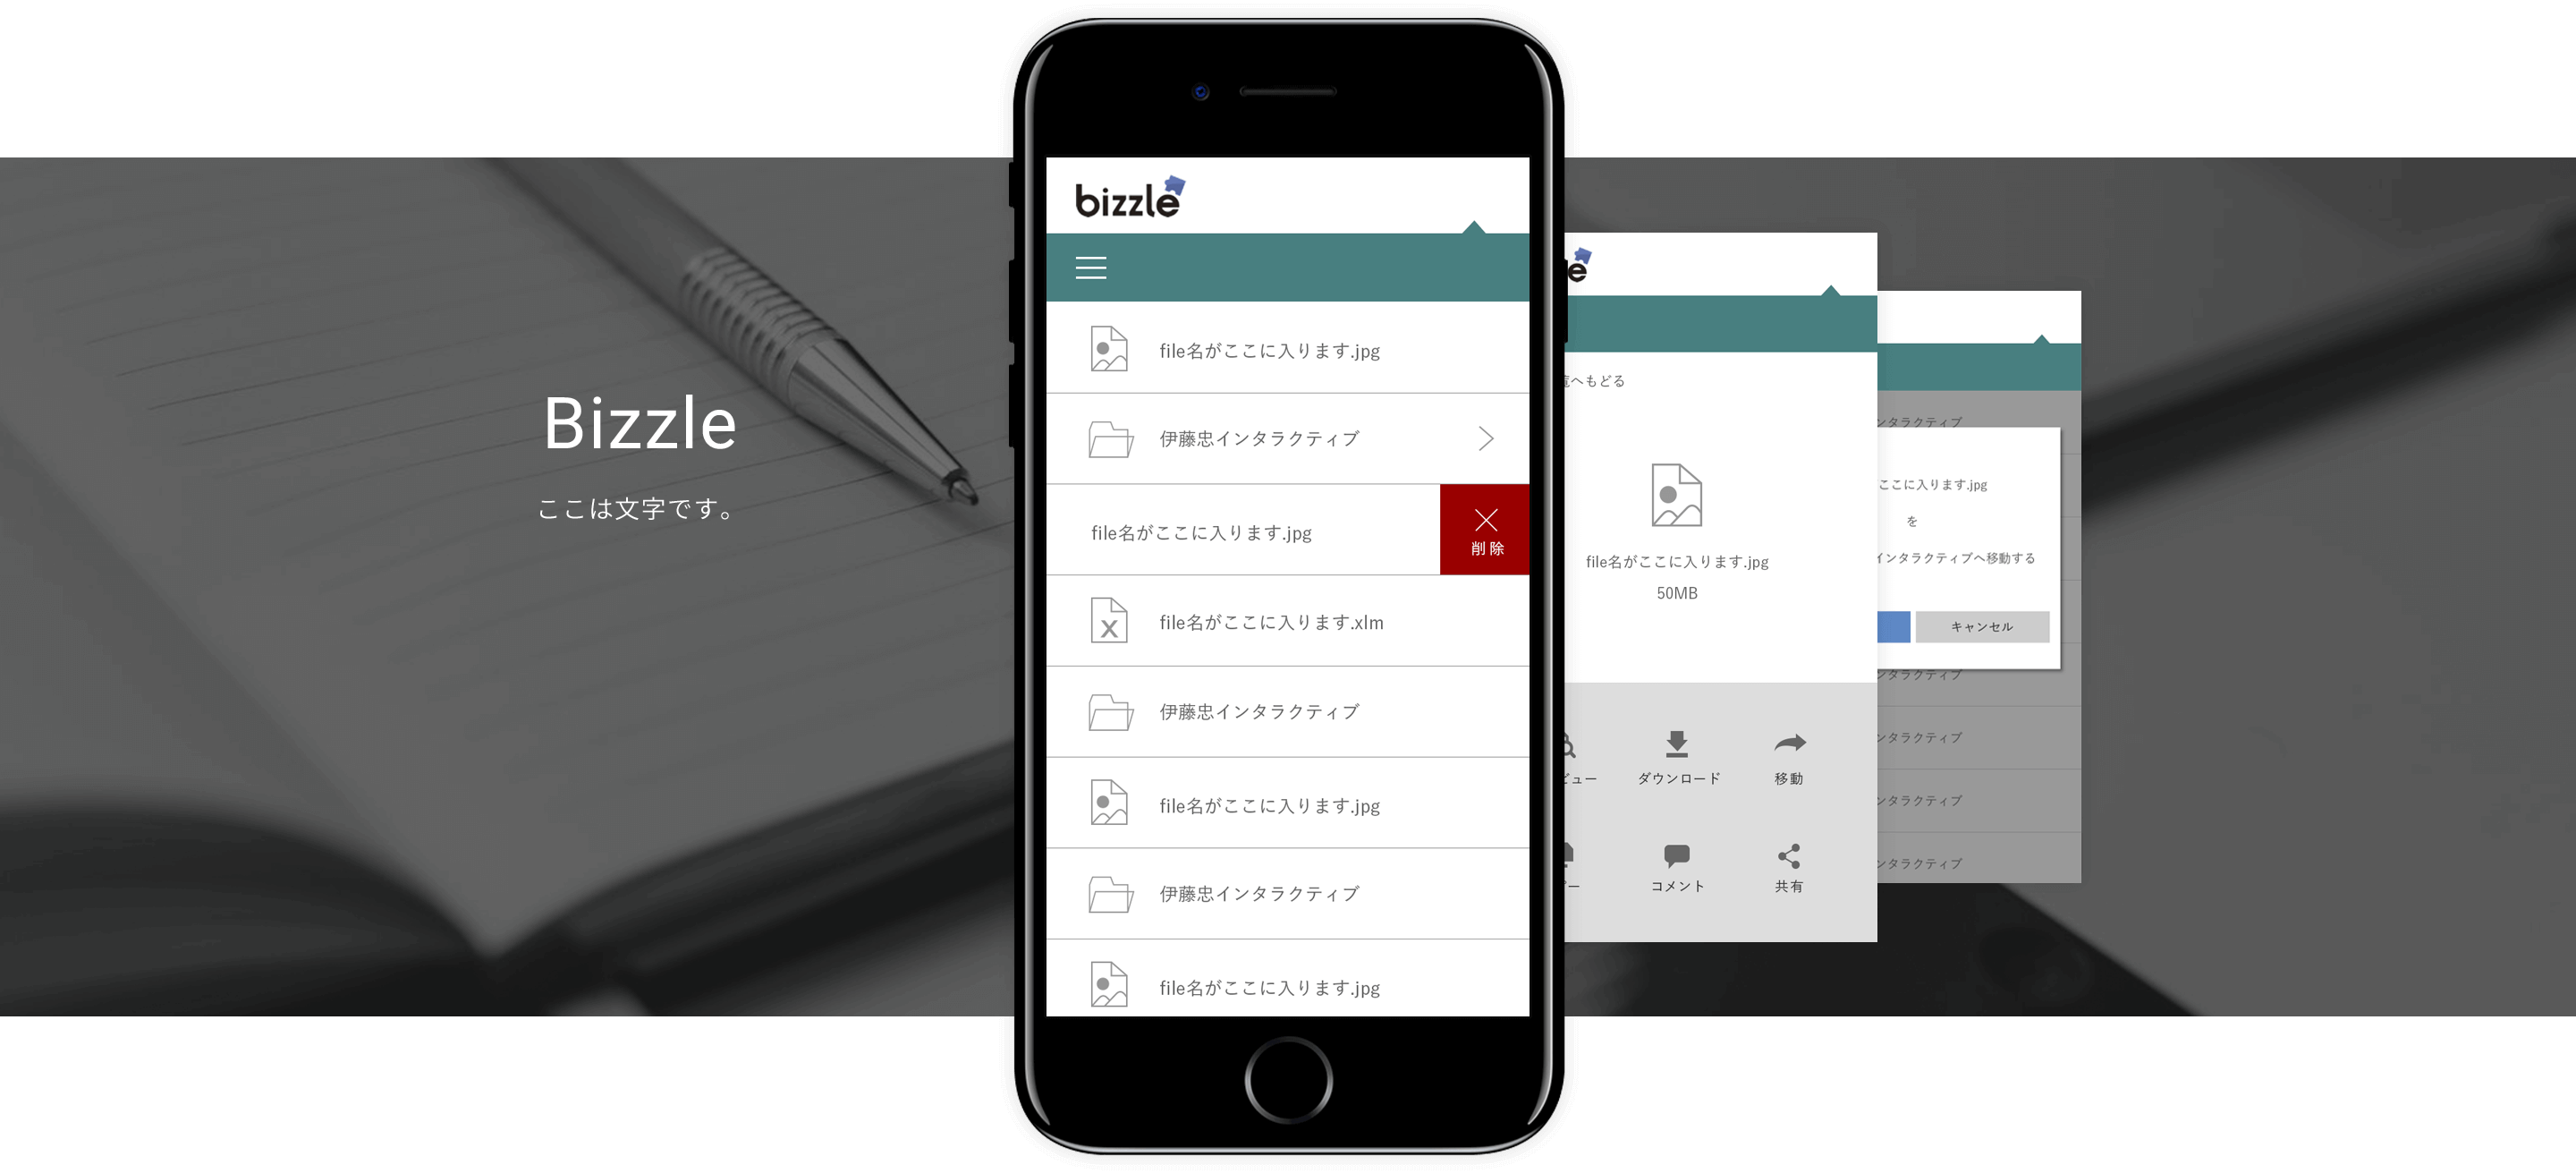 Bizzle
ここは文字です。
bizzle
file名がここに入ります.jpg
伊藤忠インタラクティブ
file名がここに入ります.jpg
削除
file名がここに入ります.xlm
伊藤忠インタラクティブ
file名がここに入ります.jpg
伊藤忠インタラクティブ
file名がここに入ります.jpg
e
へもどる
file名がここに入ります.jpg
50MB
ビュー
ダウンロード
移動
ー
コメント
共有
ンタラクティブ
ここに入ります.jpg
を
インタラクティブへ移動する
キャンセル
ンタラクティブ
ンタラクティブ
ンタラクティブ
ンタラクティブ